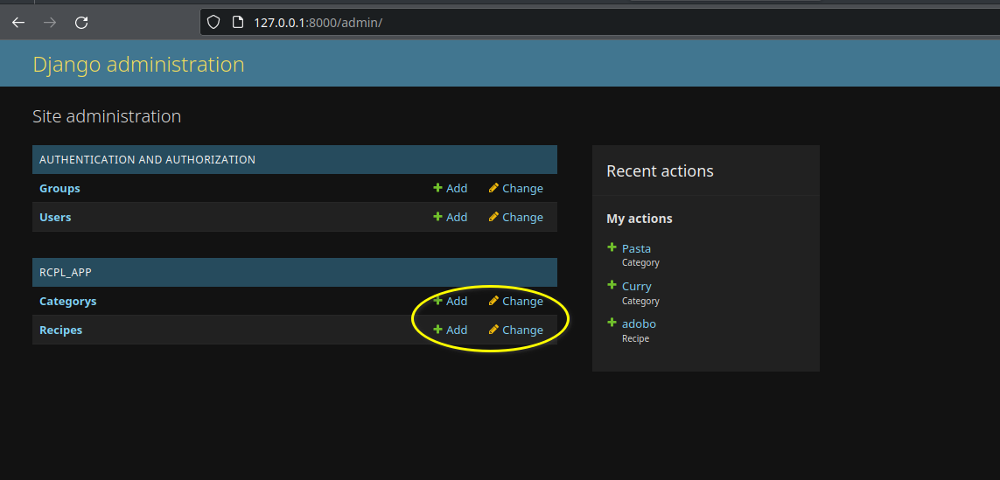 127.0.0.1:8000/admin/
Django administration
Site administration
AUTHENTICATION AND AUTHORIZATION
Groups Add Change
Users Add Change
RCPL_APP
Categorys Add Change
Recipes Add Change
Recent actions
My actions
Pasta
Category
Curry
Category
adobo
Recipe